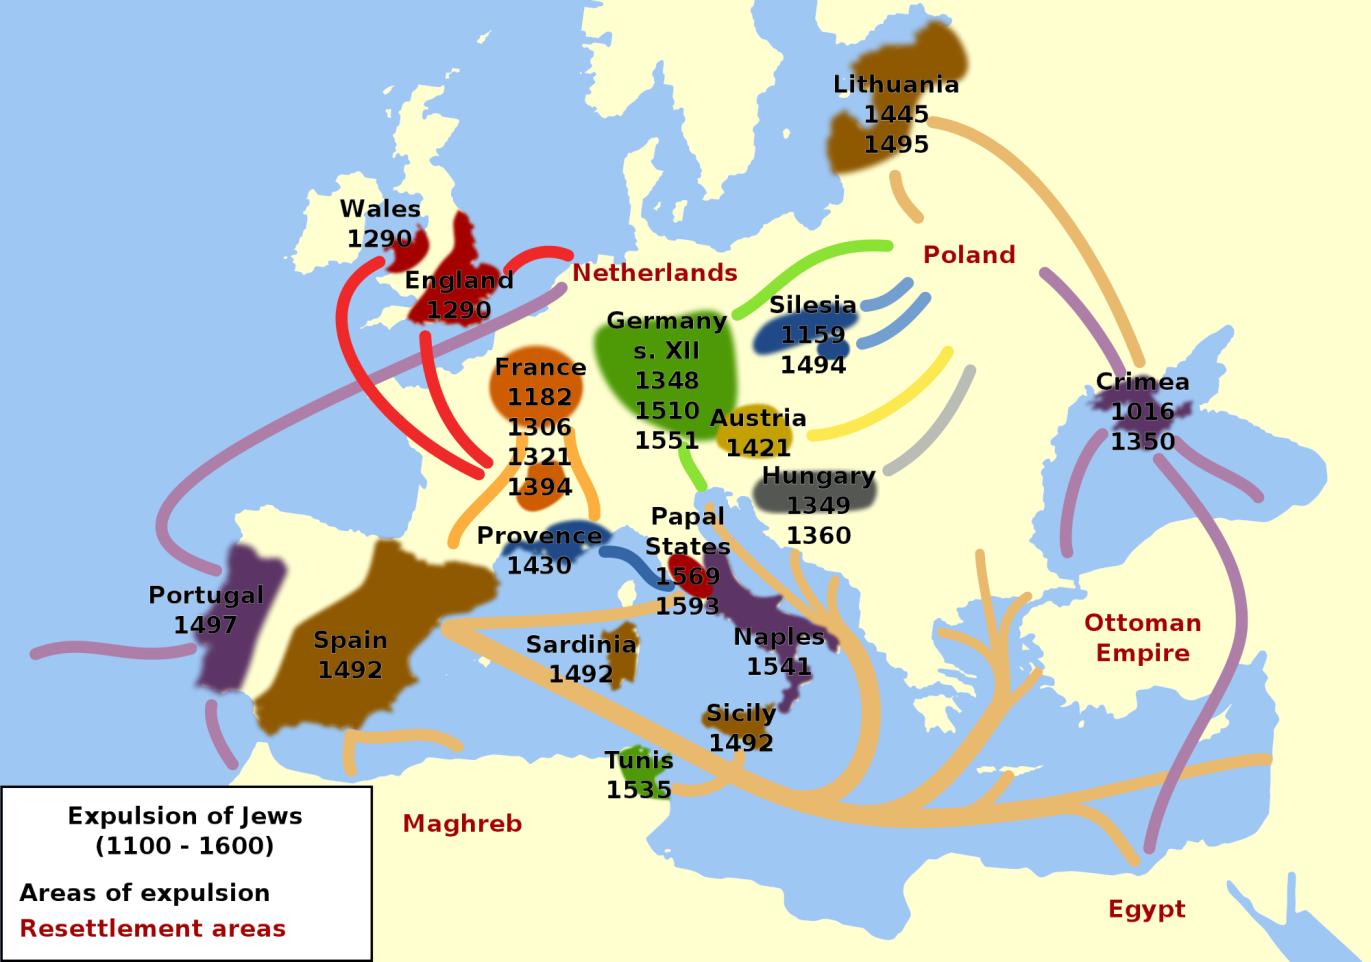 Lithuania
1445
1495
Wales
1290
England
1290
Netherlands
Poland
Silesia
1159
1494
Germany
s. XII
1348
1510
1551
France
1182
1306
1321
1394
Austria
1421
Crimea
1016
1350
Hungary
1349
1360
Provence
1430
Papal
States
1569
1593
Portugal
1497
Spain
1492
Sardinia
1492
Naples
1541
Ottoman
Empire
Sicily
1492
Tunis
1535
Maghreb
Egypt
Expulsion of Jews
(1100 - 1600)
Areas of expulsion
Resettlement areas